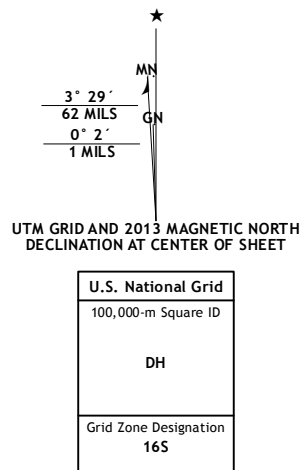 ★
MN
3° 29´
62 MILS
GN
0° 2´
1 MILS
UTM GRID AND 2013 MAGNETIC NORTH
DECLINATION AT CENTER OF SHEET
U.S. National Grid
100,000-m Square ID
DH
Grid Zone Designation
16S